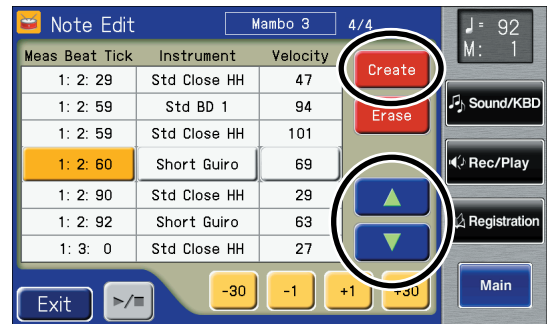 Note Edit Mambo 3 4/4 ♩= 92
M: 1
Meas Beat Tick Instrument Velocity
1: 2: 29 Std Close HH 47
Create
1: 2: 59 Std BD 1 94
Erase
1: 2: 59 Std Close HH 101
Sound/KBD
1: 2: 60 Short Guiro 69
Rec/Play
1: 2: 90 Std Close HH 29
1: 2: 92 Short Guiro 63
Registration
1: 3: 0 Std Close HH 27
Exit ►/■ -30 -1 +1 +30
Main